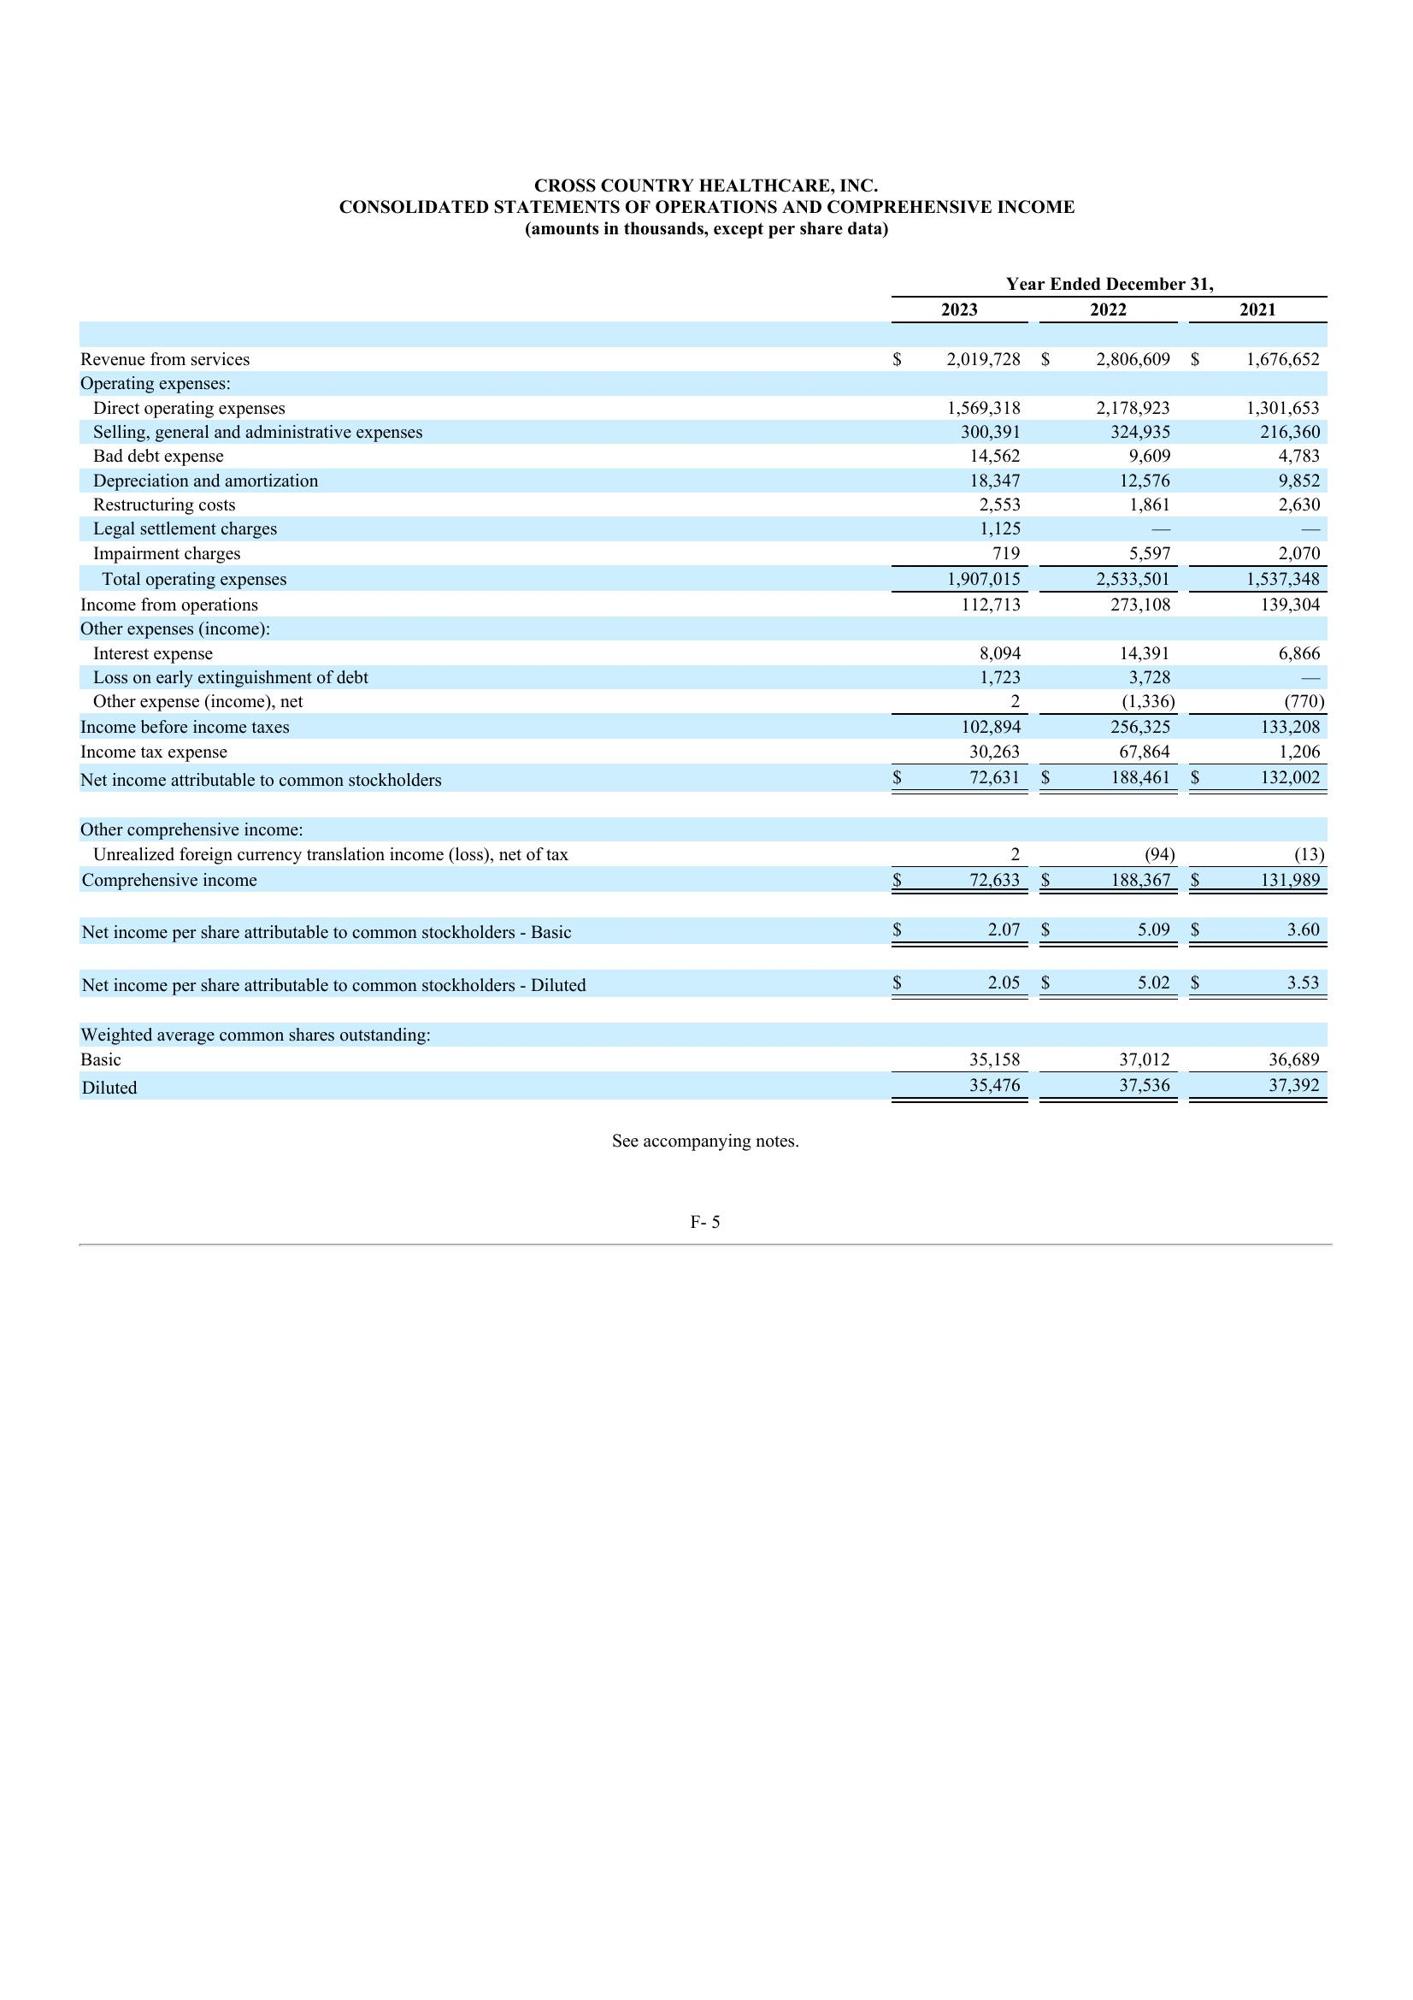 CROSS COUNTRY HEALTHCARE, INC.
CONSOLIDATED STATEMENTS OF OPERATIONS AND COMPREHENSIVE INCOME
(amounts in thousands, except per share data)
Year Ended December 31,
2023 2022 2021
Revenue from services $ 2,019,728 $ 2,806,609 $ 1,676,652
Operating expenses:
Direct operating expenses 1,569,318 2,178,923 1,301,653
Selling, general and administrative expenses 300,391 324,935 216,360
Bad debt expense 14,562 9,609 4,783
Depreciation and amortization 18,347 12,576 9,852
Restructuring costs 2,553 1,861 2,630
Legal settlement charges 1,125 — —
Impairment charges 719 5,597 2,070
Total operating expenses 1,907,015 2,533,501 1,537,348
Income from operations 112,713 273,108 139,304
Other expenses (income):
Interest expense 8,094 14,391 6,866
Loss on early extinguishment of debt 1,723 3,728 —
Other expense (income), net 2 (1,336) (770)
Income before income taxes 102,894 256,325 133,208
Income tax expense 30,263 67,864 1,206
Net income attributable to common stockholders $ 72,631 $ 188,461 $ 132,002
Other comprehensive income:
Unrealized foreign currency translation income (loss), net of tax 2 (94) (13)
Comprehensive income $ 72,633 $ 188,367 $ 131,989
Net income per share attributable to common stockholders - Basic $ 2.07 $ 5.09 $ 3.60
Net income per share attributable to common stockholders - Diluted $ 2.05 $ 5.02 $ 3.53
Weighted average common shares outstanding:
Basic 35,158 37,012 36,689
Diluted 35,476 37,536 37,392
See accompanying notes.
F- 5